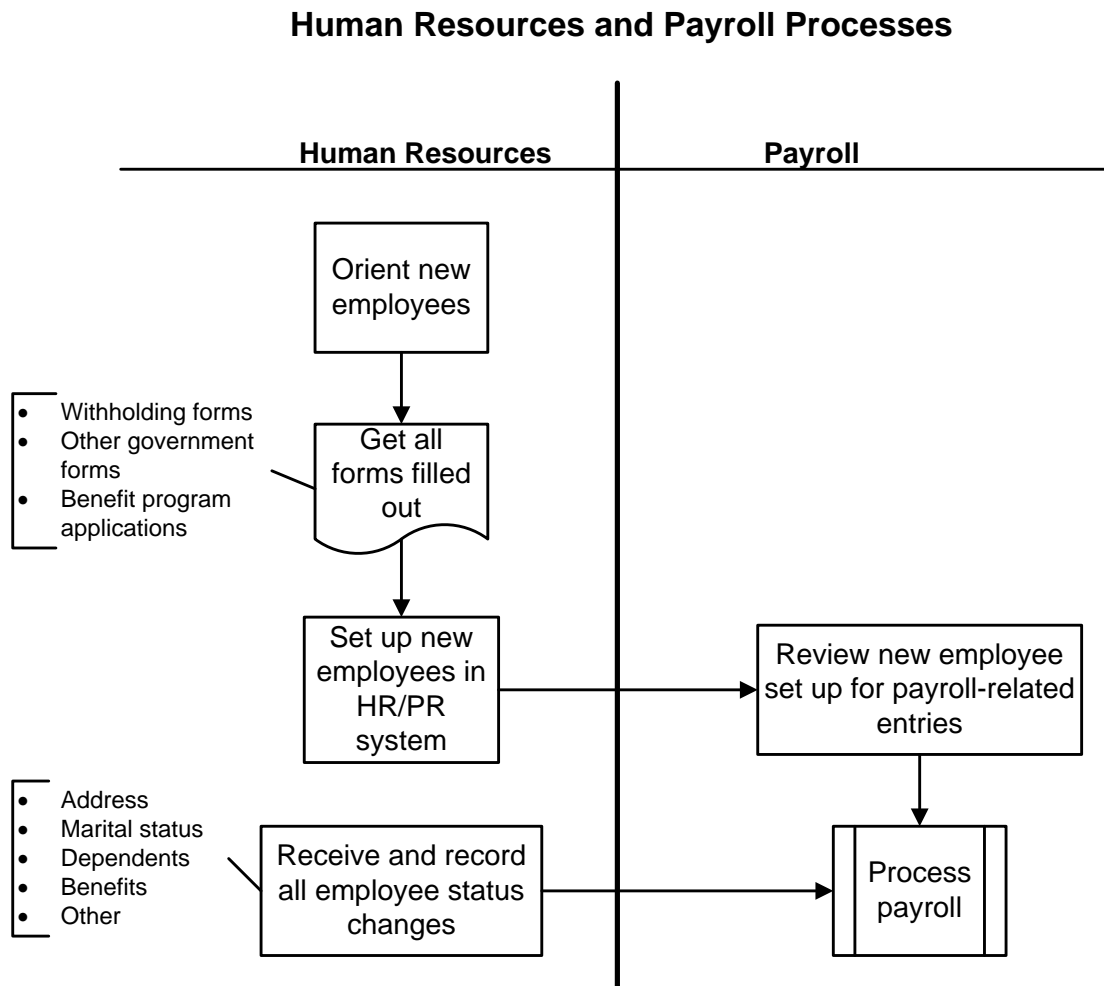 Human Resources and Payroll Processes
Human Resources
Payroll
Orient new
employees
• Withholding forms
• Other government
forms
• Benefit program
applications
Get all
forms filled
out
Set up new
employees in
HR/PR
system
Review new employee
set up for payroll-related
entries
• Address
• Marital status
• Dependents
• Benefits
• Other
Receive and record
all employee status
changes
Process
payroll